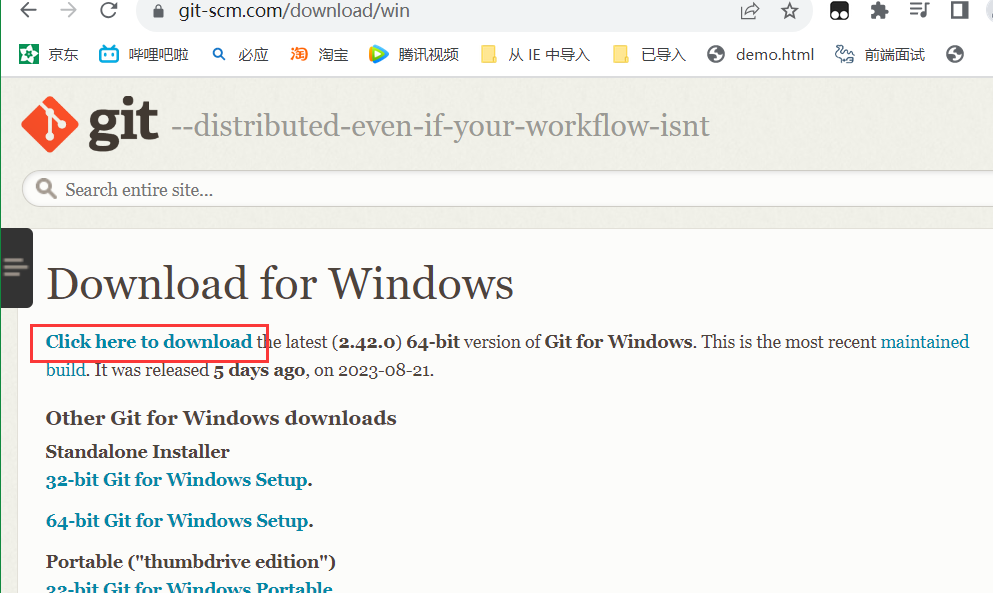 git-scm.com/download/win
京东 哔哩啤啦 必应 淘宝 腾讯视频 从 IE 中导入 已导入 demo.html 前端面试
git --distributed-even-if-your-workflow-isnt
Search entire site...
Download for Windows
Click here to download the latest (2.42.0) 64-bit version of Git for Windows. This is the most recent maintained
build. It was released 5 days ago, on 2023-08-21.
Other Git for Windows downloads
Standalone Installer
32-bit Git for Windows Setup.
64-bit Git for Windows Setup.
Portable ("thumbdrive edition")
32-bit Git for Windows Portable